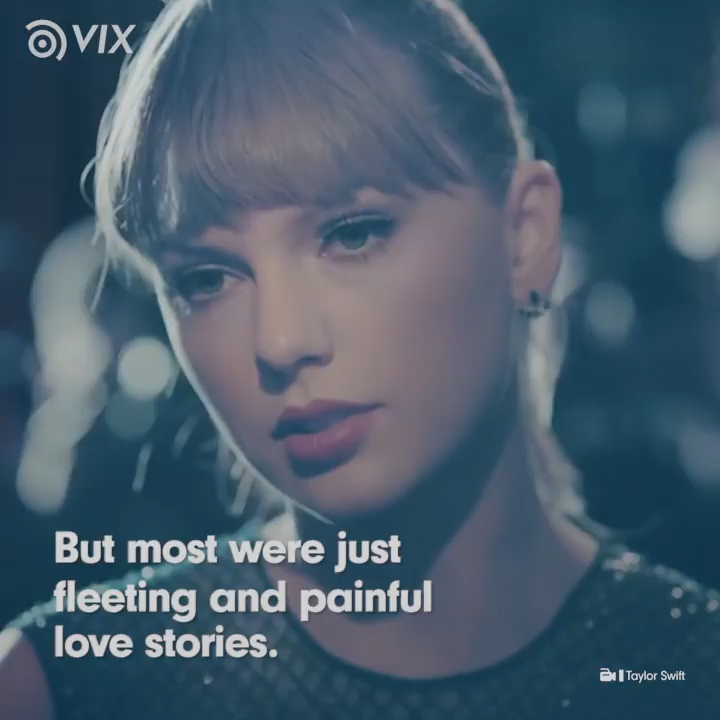 VIX
But most were just
fleeting and painful
love stories.
Taylor Swift